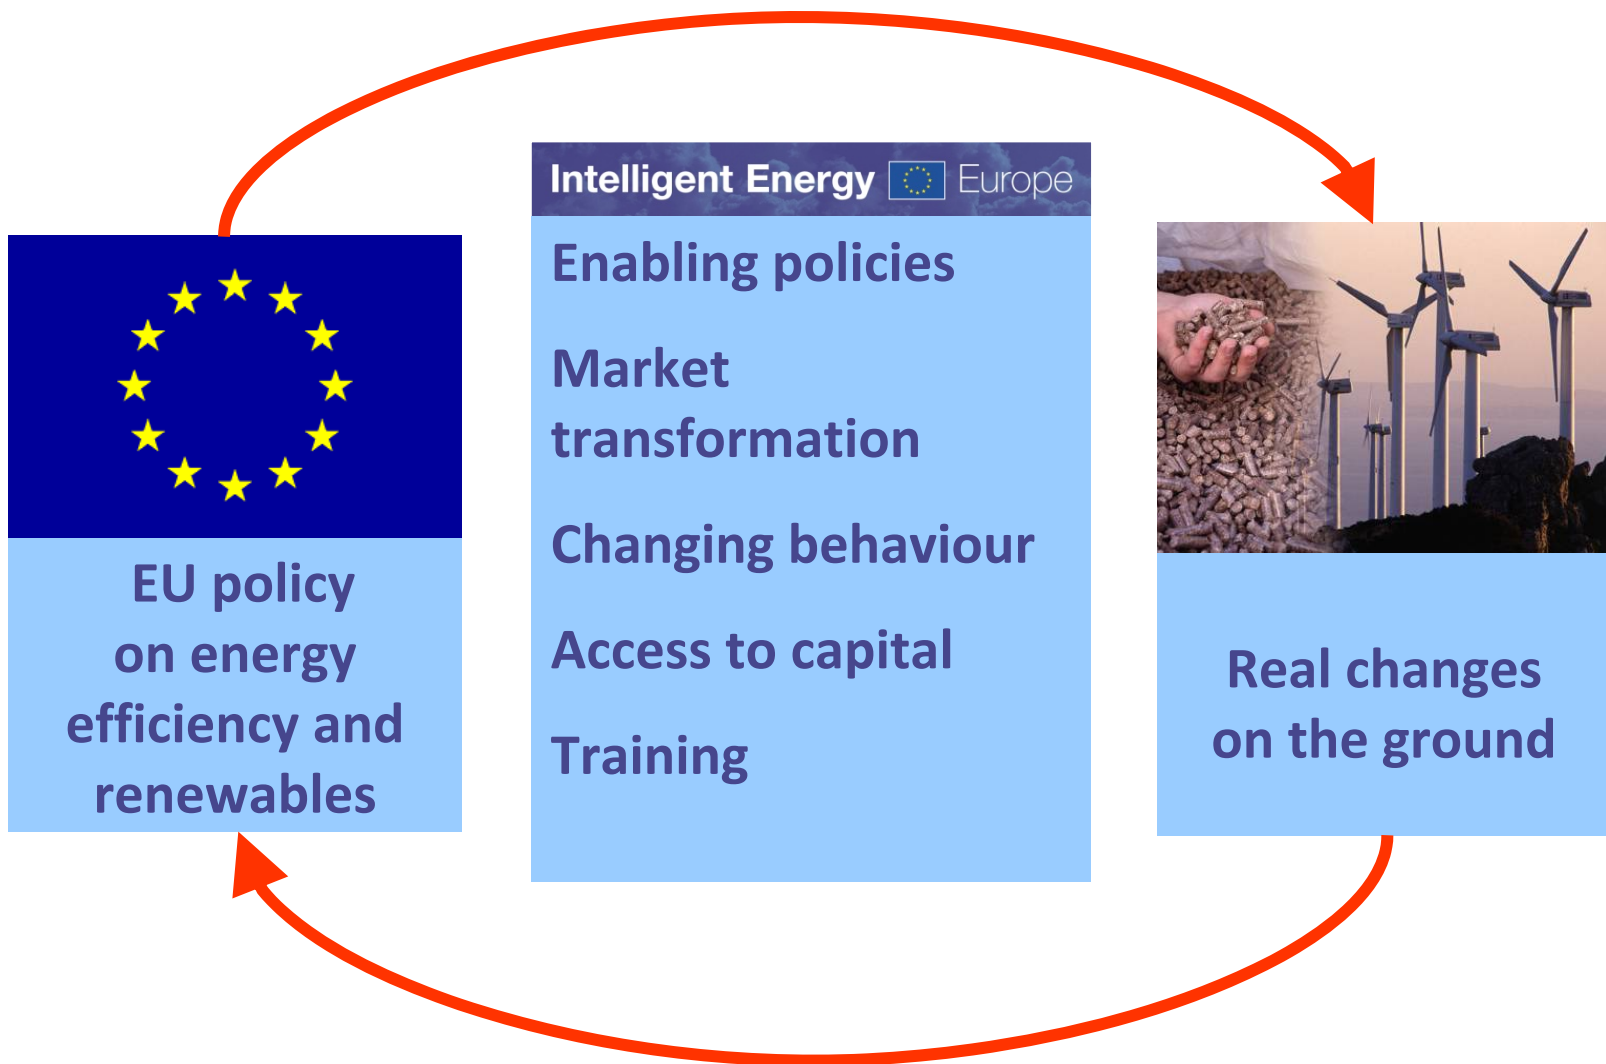 Intelligent Energy Europe
Enabling policies
Market
transformation
Changing behaviour
Access to capital
Training
EU policy
on energy
efficiency and
renewables
Real changes
on the ground